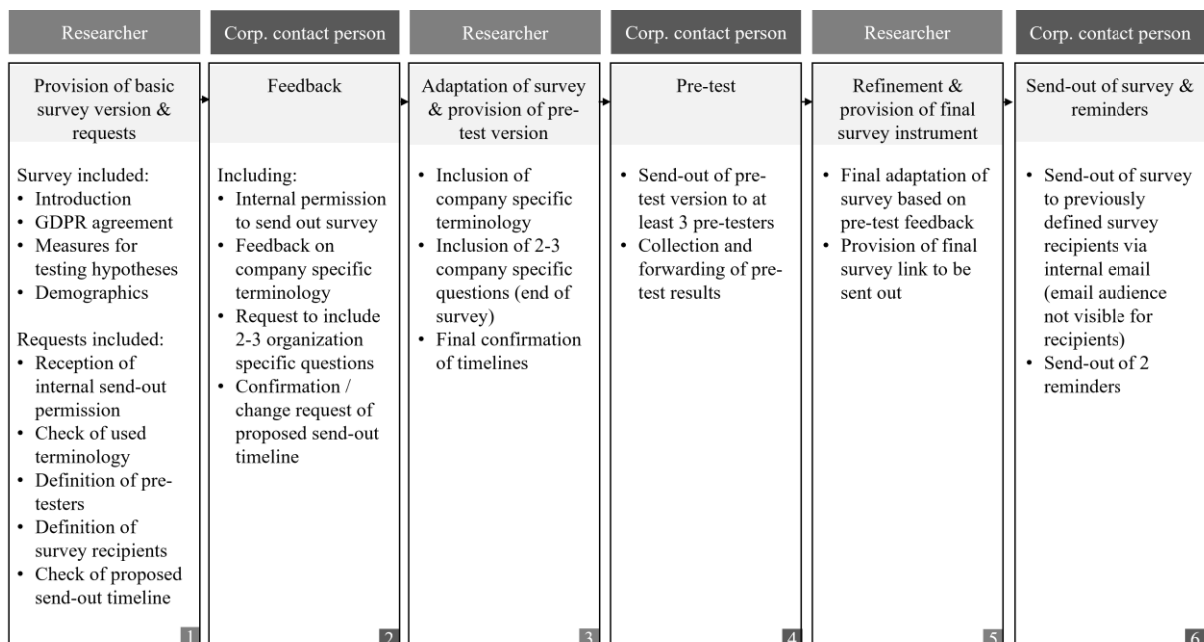 Researcher
Provision of basic
survey version &
requests
Survey included:
• Introduction
• GDPR agreement
• Measures for
testing hypotheses
• Demographics
Requests included:
• Reception of
internal send-out
permission
• Check of used
terminology
• Definition of pre-
testers
• Definition of
survey recipients
• Check of proposed
send-out timeline
1
Corp. contact person
Feedback
Including:
• Internal permission
to send out survey
• Feedback on
company specific
terminology
• Request to include
2-3 organization
specific questions
• Confirmation /
change request of
proposed send-out
timeline
2
Researcher
Adaptation of survey
& provision of pre-
test version
• Inclusion of
company specific
terminology
• Inclusion of 2-3
company specific
questions (end of
survey)
• Final confirmation
of timelines
3
Corp. contact person
Pre-test
• Send-out of pre-
test version to at
least 3 pre-testers
• Collection and
forwarding of pre-
test results
4
Researcher
Refinement &
provision of final
survey instrument
• Final adaptation of
survey based on
pre-test feedback
• Provision of final
survey link to be
sent out
5
Corp. contact person
Send-out of survey &
reminders
• Send-out of survey
to previously
defined survey
recipients via
internal email
(email audience
not visible for
recipients)
• Send-out of 2
reminders
6